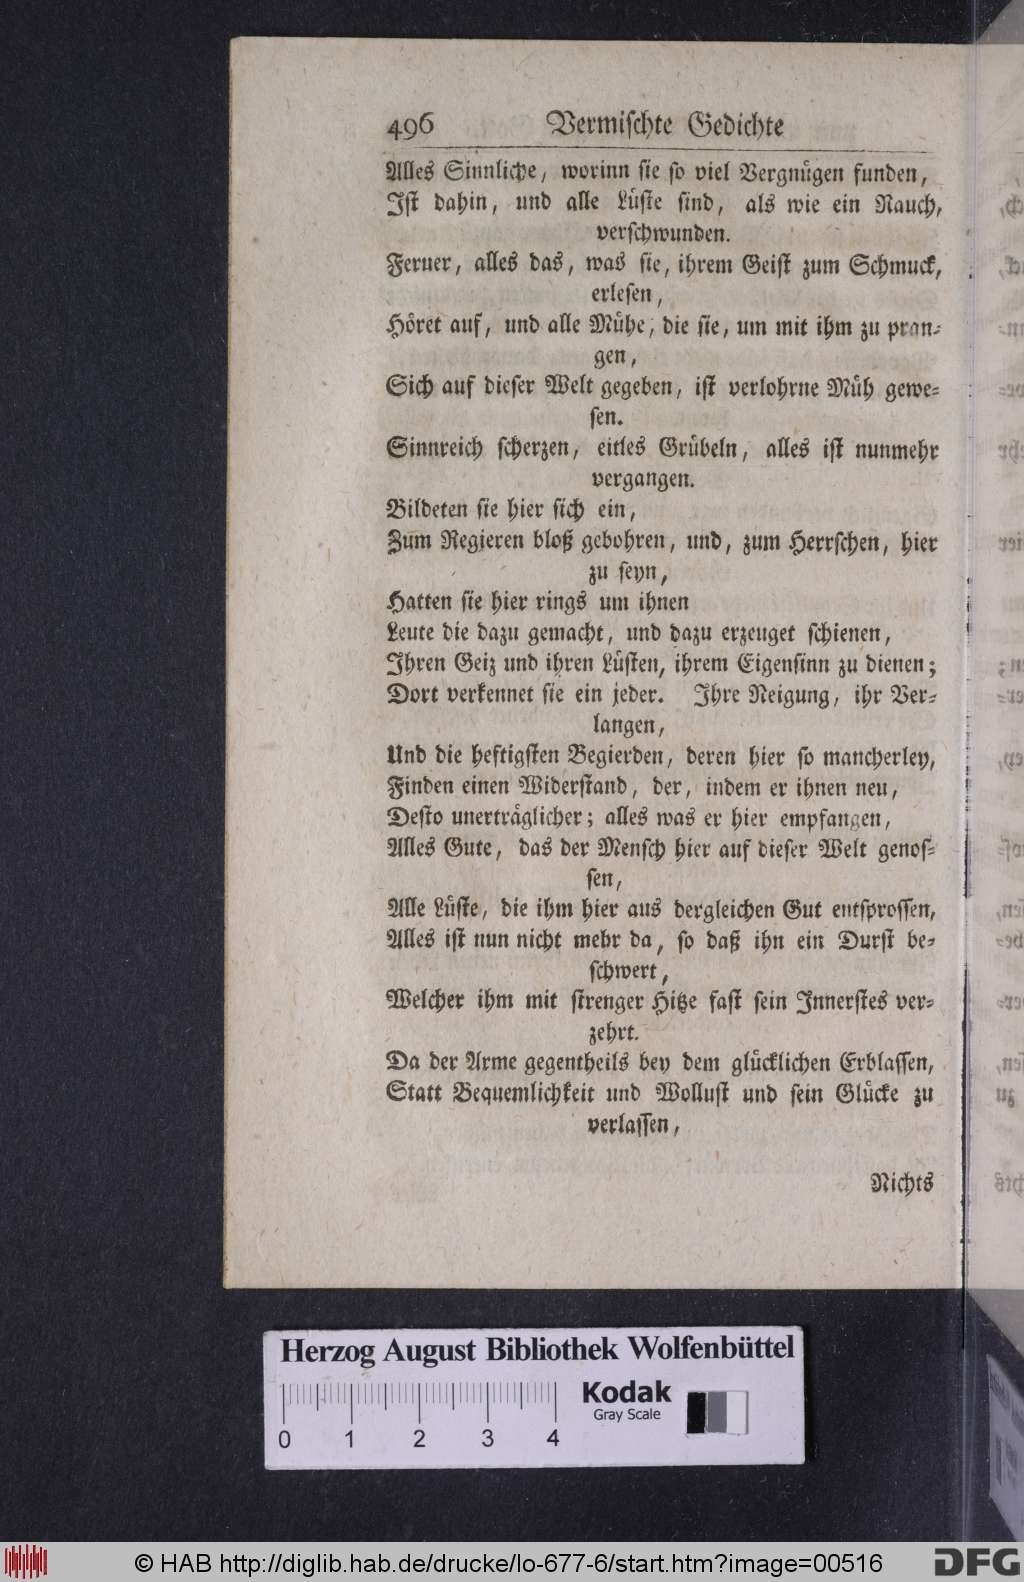 496 Vermischte Gedichte
Alles Sinnliche, worinn sie so viel Vergnügen funden,
Ist dahin, und alle Lüste sind, als wie ein Rauch,
verschwunden.
Feruer, alles das, was sie, ihrem Geist zum Schmuck,
erlesen,
Höret auf, und alle Mühe, die sie, um mit ihm zu pran-
gen,
Sich auf dieser Welt gegeben, ist verlohrne Müh gewe-
sen.
Sinnreich scherzen, eitles Grübeln, alles ist nunmehr
vergangen.
Bildeten sie hier sich ein,
Zum Regieren bloß gebohren, und, zum Herrschen, hier
zu seyn,
Hatten sie hier rings um ihnen
Leute die dazu gemacht, und dazu erzeuget schienen,
Ihren Geiz und ihren Lüsten, ihrem Eigensinn zu dienen;
Dort verkennet sie ein jeder. Ihre Neigung, ihr Ver-
langen,
Und die heftigsten Begierden, deren hier so mancherley,
Finden einen Widerstand, der, indem er ihnen neu,
Desto unerträglicher; alles was er hier empfangen,
Alles Gute, das der Mensch hier auf dieser Welt genos-
sen,
Alle Lüste, die ihm hier aus dergleichen Gut entsprossen,
Alles ist nun nicht mehr da, so daß ihn ein Durst be-
schwert,
Welcher ihm mit strenger Hitze fast sein Innerstes ver-
zehrt.
Da der Arme gegentheils bey dem glücklichen Erblassen,
Statt Bequemlichkeit und Wollust und sein Glücke zu
verlassen,
Nichts
Herzog August Bibliothek Wolfenbüttel
Kodak
Gray Scale
0 1 2 3 4
© HAB http://diglib.hab.de/drucke/lo-677-6/start.htm?image=00516
DFG